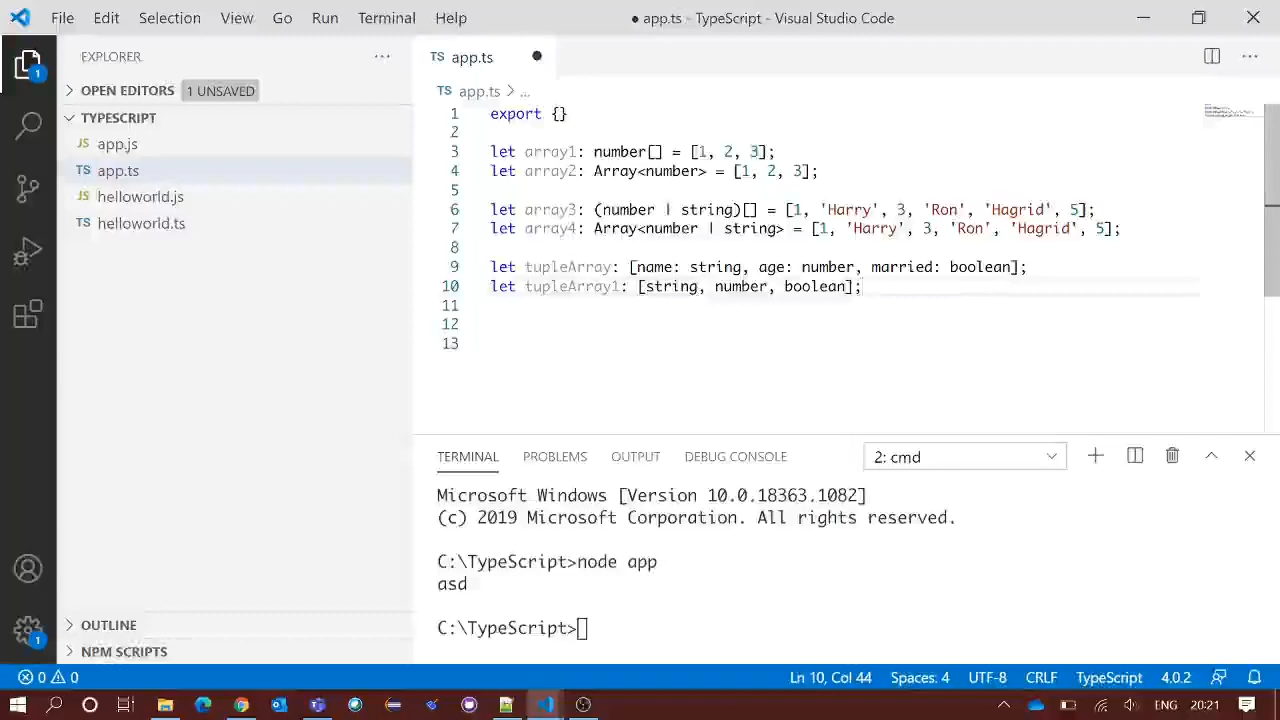 File Edit Selection View Go Run Terminal Help ● app.ts - TypeScript - Visual Studio Code
EXPLORER ...
TS app.ts ●
1
OPEN EDITORS 1 UNSAVED
TS app.ts > ...
TYPESCRIPT
JS app.js
TS app.ts
JS helloworld.js
TS helloworld.ts
1 export {}
2
3 let array1: number[] = [1, 2, 3];
4 let array2: Array<number> = [1, 2, 3];
5
6 let array3: (number | string)[] = [1, 'Harry', 3, 'Ron', 'Hagrid', 5];
7 let array4: Array<number | string> = [1, 'Harry', 3, 'Ron', 'Hagrid', 5];
8
9 let tupleArray: [name: string, age: number, married: boolean];
10 let tupleArray1: [string, number, boolean];
11
12
13
TERMINAL PROBLEMS OUTPUT DEBUG CONSOLE 2: cmd
Microsoft Windows [Version 10.0.18363.1082]
(c) 2019 Microsoft Corporation. All rights reserved.
C:\TypeScript>node app
asd
C:\TypeScript>
OUTLINE
1
NPM SCRIPTS
0 0 Ln 10, Col 44 Spaces: 4 UTF-8 CRLF TypeScript 4.0.2
ENG 20:21